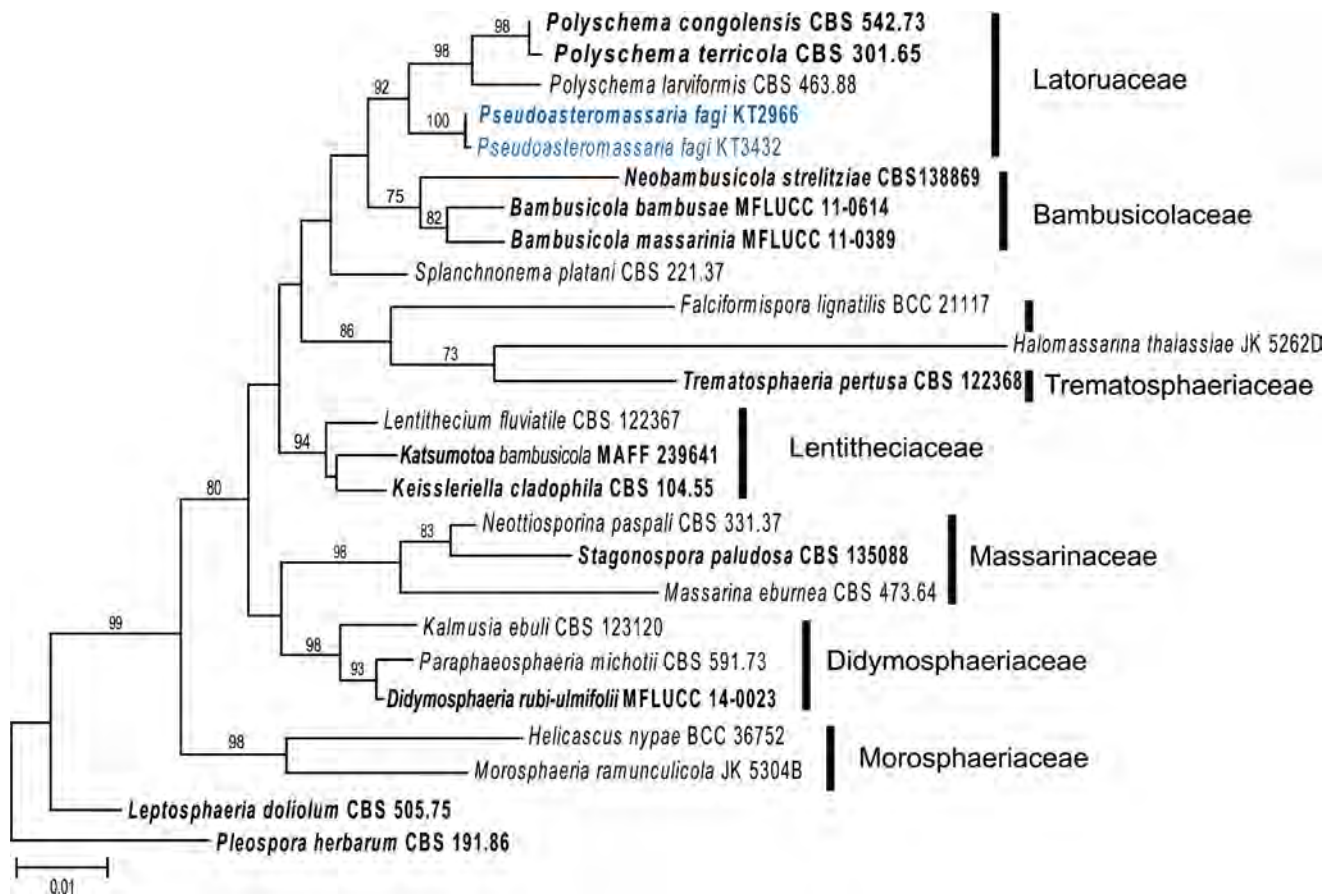 98
Polyschema congolensis CBS 542.73
98
Polyschema terricola CBS 301.65
Polyschema larviformis CBS 463.88
Latoruaceae
92
Pseudoasteromassaria fagi KT2966
100
Pseudoasteromassaria fagi KT3432
Neobambusicola strelitziae CBS138869
75
Bambusicola bambusae MFLUCC 11-0614
82
Bambusicolaceae
Bambusicola massarinia MFLUCC 11-0389
Splanchnonema platani CBS 221.37
Falciformispora lignatilis BCC 21117
86
Halomassarina thalassiae JK 5262D
73
Trematosphaeria pertusa CBS 122368
Trematosphaeriaceae
Lentithecium fluviatile CBS 122367
94
Katsumotoa bambusicola MAFF 239641
Lentitheciaceae
Keissleriella cladophila CBS 104.55
80
Neottiosporina paspali CBS 331.37
83
98
Stagonospora paludosa CBS 135088
Massarinaceae
Massarina eburnea CBS 473.64
99
Kalmusia ebuli CBS 123120
98
Paraphaeosphaeria michotii CBS 591.73
93
Didymosphaeriaceae
Didymosphaeria rubi-ulmifolii MFLUCC 14-0023
Helicascus nypae BCC 36752
98
Morosphaeriaceae
Morosphaeria ramunculicola JK 5304B
Leptosphaeria doliolum CBS 505.75
Pleospora herbarum CBS 191.86
0.01